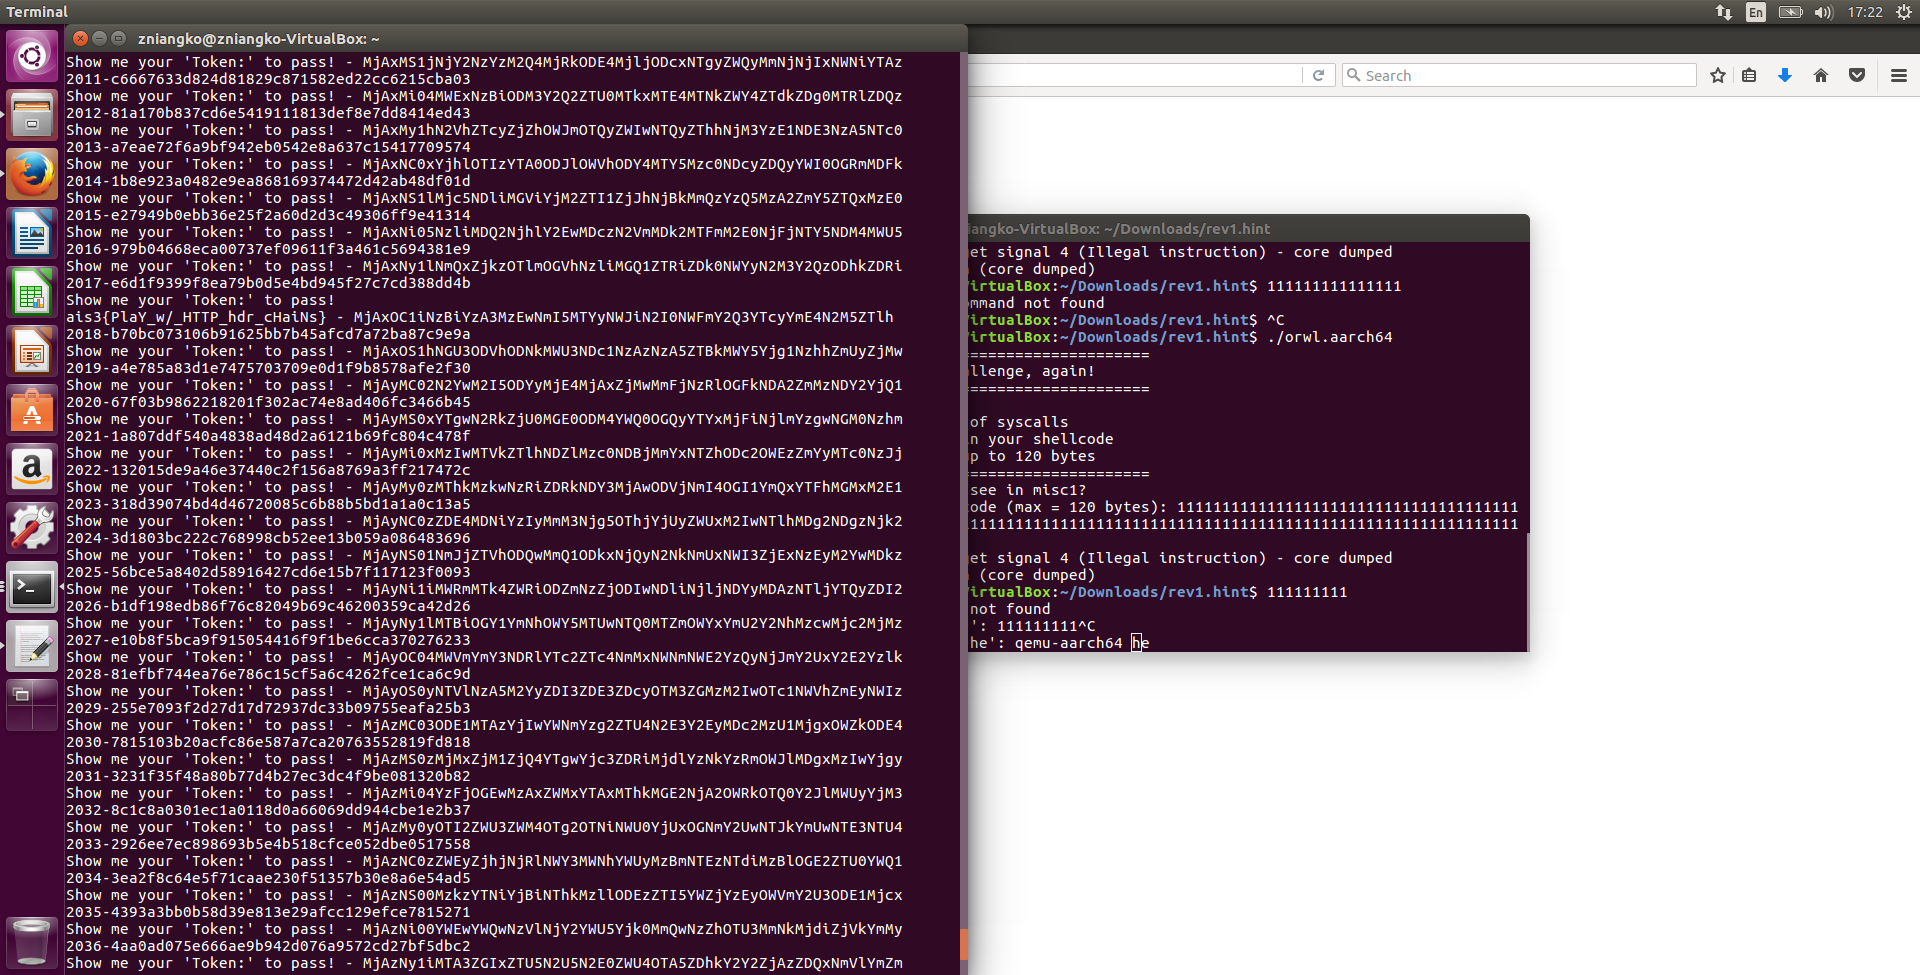 Terminal
En
17:22
zniangko@zniangko-VirtualBox: ~
Show me your 'Token:' to pass! - MjAxMS1jNjY2NzYzM2Q4MjRkODE4MjljODcxNTgyZWQyMmNjNjIxNWNiYTAz
2011-c6667633d824d81829c871582ed22cc6215cba03
Show me your 'Token:' to pass! - MjAxMi04MWExNzBiODM3Y2Q2ZTU0MTkxMTE4MTNkZWY4ZTdkZDg0MTRlZDQz
2012-81a170b837cd6e5419111813def8e7dd8414ed43
Show me your 'Token:' to pass! - MjAxMy1hN2VhZTcyZjZhOWJmOTQyZWIwNTQyZThhNjM3YzE1NDE3NzA5NTc0
2013-a7eae72f6a9bf942eb0542e8a637c15417709574
Show me your 'Token:' to pass! - MjAxNC0xYjhlOTIzYTA0ODJlOWVhODY4MTY5Mzc0NDcyZDQyYWI0OGRmMDFk
2014-1b8e923a0482e9ea868169374472d42ab48df01d
Show me your 'Token:' to pass! - MjAxNS1lMjc5NDliMGViYjM2ZTI1ZjJhNjBkMmQzYzQ5MzA2ZmY5ZTQxMzE0
2015-e27949b0ebb36e25f2a60d2d3c49306ff9e41314
Show me your 'Token:' to pass! - MjAxNi05NzliMDQ2NjhlY2EwMDczN2VmMDk2MTFmM2E0NjFjNTY5NDM4MWU5
2016-979b04668eca00737ef09611f3a461c5694381e9
Show me your 'Token:' to pass! - MjAxNy1lNmQxZjkzOTlmOGVhNzliMGQ1ZTRiZDk0NWYyN2M3Y2QzODhkZDRi
2017-e6d1f9399f8ea79b0d5e4bd945f27c7cd388dd4b
Show me your 'Token:' to pass!
ais3{PlaY_w/_HTTP_hdr_cHaiNs} - MjAxOC1iNzBiYzA3MzEwNmI5MTYyNWJiN2I0NWFmY2Q3YTcyYmE4N2M5ZTlh
2018-b70bc073106b91625bb7b45afcd7a72ba87c9e9a
Show me your 'Token:' to pass! - MjAxOS1hNGU3ODVhODNkMWU3NDc1NzAzNzA5ZTBkMWY5Yjg1NzhhZmUyZjMw
2019-a4e785a83d1e7475703709e0d1f9b8578afe2f30
Show me your 'Token:' to pass! - MjAyMC02N2YwM2I5ODYyMjE4MjAxZjMwMmFjNzRlOGFkNDA2ZmMzNDY2YjQ1
2020-67f03b9862218201f302ac74e8ad406fc3466b45
Show me your 'Token:' to pass! - MjAyMS0xYTgwN2RkZjU0MGE0ODM4YWQ0OGQyYTYxMjFiNjlmYzgwNGM0Nzhm
2021-1a807ddf540a4838ad48d2a6121b69fc804c478f
Show me your 'Token:' to pass! - MjAyMi0xMzIwMTVkZTlhNDZlMzc0NDBjMmYxNTZhODc2OWEzZmYyMTc0NzJj
2022-132015de9a46e37440c2f156a8769a3ff217472c
Show me your 'Token:' to pass! - MjAyMy0zMThkMzkwNzRiZDRkNDY3MjAwODVjNmI4OGI1YmQxYTFhMGMxM2E1
2023-318d39074bd4d46720085c6b88b5bd1a1a0c13a5
Show me your 'Token:' to pass! - MjAyNC0zZDE4MDNiYzIyMmM3Njg5OThjYjUyZWUxM2IwNTlhMDg2NDgzNjk2
2024-3d1803bc222c768998cb52ee13b059a086483696
Show me your 'Token:' to pass! - MjAyNS01NmJjZTVhODQwMmQ1ODkxNjQyN2NkNmUxNWI3ZjExNzEyM2YwMDkz
2025-56bce5a8402d58916427cd6e15b7f117123f0093
Show me your 'Token:' to pass! - MjAyNi1iMWRmMTk4ZWRiODZmNzZjODIwNDliNjljNDYyMDAzNTljYTQyZDI2
2026-b1df198edb86f76c82049b69c46200359ca42d26
Show me your 'Token:' to pass! - MjAyNy1lMTBiOGY1YmNhOWY5MTUwNTQ0MTZmOWYxYmU2Y2NhMzcwMjc2MjMz
2027-e10b8f5bca9f915054416f9f1be6cca370276233
Show me your 'Token:' to pass! - MjAyOC04MWVmYmY3NDRlYTc2ZTc4NmMxNWNmNWE2YzQyNjJmY2UxY2E2Yzlk
2028-81efbf744ea76e786c15cf5a6c4262fce1ca6c9d
Show me your 'Token:' to pass! - MjAyOS0yNTVlNzA5M2YyZDI3ZDE3ZDcyOTM3ZGMzM2IwOTc1NWVhZmEyNWIz
2029-255e7093f2d27d17d72937dc33b09755eafa25b3
Show me your 'Token:' to pass! - MjAzMC03ODE1MTAzYjIwYWNmYzg2ZTU4N2E3Y2EyMDc2MzU1MjgxOWZkODE4
2030-7815103b20acfc86e587a7ca20763552819fd818
Show me your 'Token:' to pass! - MjAzMS0zMjMxZjM1ZjQ4YTgwYjc3ZDRiMjdlYzNkYzRmOWJlMDgxMzIwYjgy
2031-3231f35f48a80b77d4b27ec3dc4f9be081320b82
Show me your 'Token:' to pass! - MjAzMi04YzFjOGEwMzAxZWMxYTAxMThkMGE2NjA2OWRkOTQ0Y2JlMWUyYjM3
2032-8c1c8a0301ec1a0118d0a66069dd944cbe1e2b37
Show me your 'Token:' to pass! - MjAzMy0yOTI2ZWU3ZWM4OTg2OTNiNWU0YjUxOGNmY2UwNTJkYmUwNTE3NTU4
2033-2926ee7ec898693b5e4b518cfce052dbe0517558
Show me your 'Token:' to pass! - MjAzNC0zZWEyZjhjNjRlNWY3MWNhYWUyMzBmNTEzNTdiMzBlOGE2ZTU0YWQ1
2034-3ea2f8c64e5f71caae230f51357b30e8a6e54ad5
Show me your 'Token:' to pass! - MjAzNS00MzkzYTNiYjBiNThkMzllODEzZTI5YWZjYzEyOWVmY2U3ODE1Mjcx
2035-4393a3bb0b58d39e813e29afcc129efce7815271
Show me your 'Token:' to pass! - MjAzNi00YWEwYWQwNzVlNjY2YWU5Yjk0MmQwNzZhOTU3MmNkMjdiZjVkYmMy
2036-4aa0ad075e666ae9b942d076a9572cd27bf5dbc2
Show me your 'Token:' to pass! - MjAzNy1iMTA3ZGIxZTU5N2U5N2E0ZWU4OTA5ZDhkY2Y2ZjAzZDQxNmVlYmZm
Search
iangko-VirtualBox: ~/Downloads/rev1.hint
get signal 4 (Illegal instruction) - core dumped
(core dumped)
irtualBox:~/Downloads/rev1.hint$ 111111111111111
mmand not found
irtualBox:~/Downloads/rev1.hint$ ^C
irtualBox:~/Downloads/rev1.hint$ ./orwl.aarch64
=====================
llenge, again!
=====================
of syscalls
n your shellcode
p to 120 bytes
=====================
see in misc1?
ode (max = 120 bytes): 11111111111111111111111111111111111111
1111111111111111111111111111111111111111111111111111111111111
get signal 4 (Illegal instruction) - core dumped
(core dumped)
irtualBox:~/Downloads/rev1.hint$ 111111111
not found
': 111111111^C
he': qemu-aarch64 he